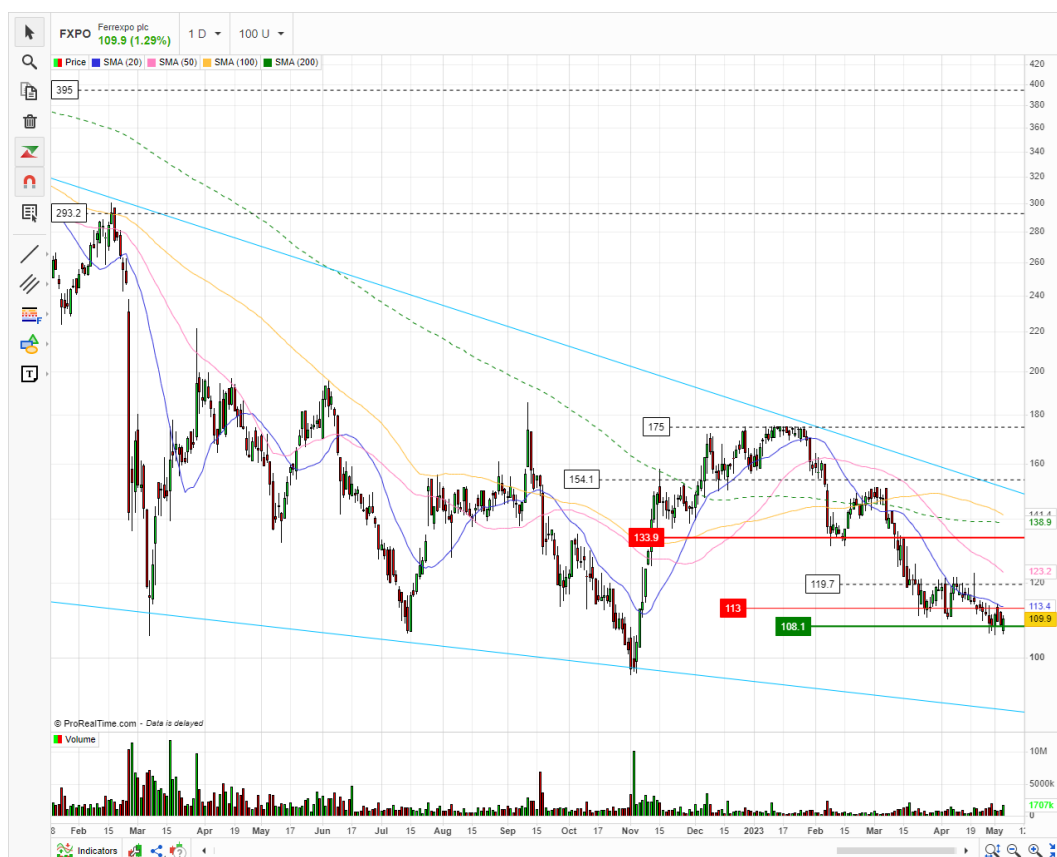 FXPO Ferrexpo plc 109.9 (1.29%) 1 D 100 U
Price SMA (20) SMA (50) SMA (100) SMA (200)
420
400
395
380
360
340
320
300
293.2
280
260
240
220
200
180
175
160
154.1
138.9
133.9
123.2
120
119.7
113.4
113
109.9
108.1
100
F
T
© ProRealTime.com - Data is delayed
Volume
10M
5000k
1707k
0
Feb 15 Mar 15 Apr 19 May 17 Jun 17 Jul 15 Aug 15 Sep 15 Oct 17 Nov 15 Dec 15 2023 17 Feb 15 Mar 15 Apr 19 May
Indicators